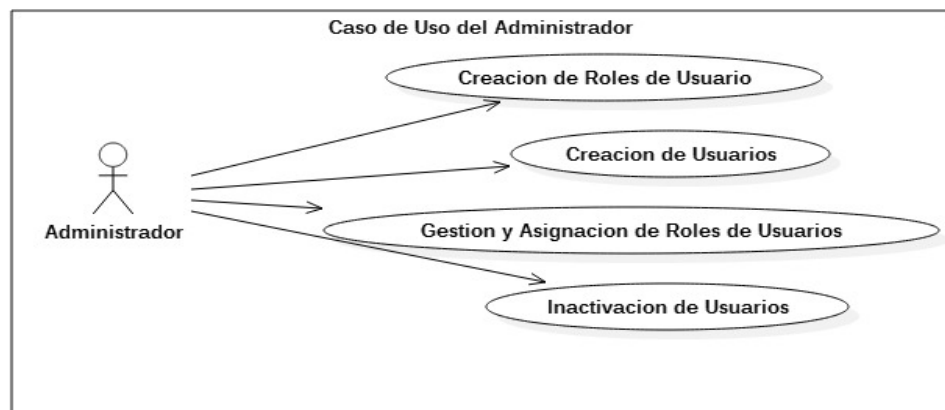 Caso de Uso del Administrador
Creacion de Roles de Usuario
Creacion de Usuarios
Administrador
Gestion y Asignacion de Roles de Usuarios
Inactivacion de Usuarios